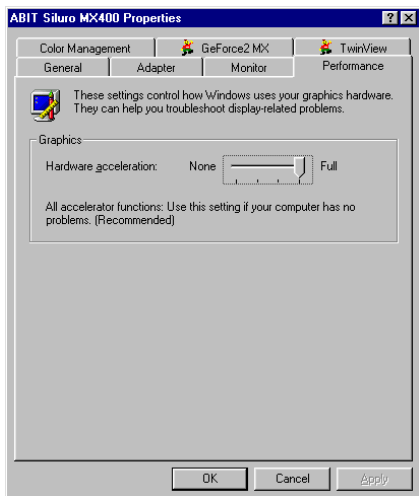 ABIT Siluro MX400 Properties
Color Management GeForce2 MX TwinView
General Adapter Monitor Performance
These settings control how Windows uses your graphics hardware.
They can help you troubleshoot display-related problems.
Graphics
Hardware acceleration: None Full
All accelerator functions: Use this setting if your computer has no
problems. (Recommended)
OK Cancel Apply